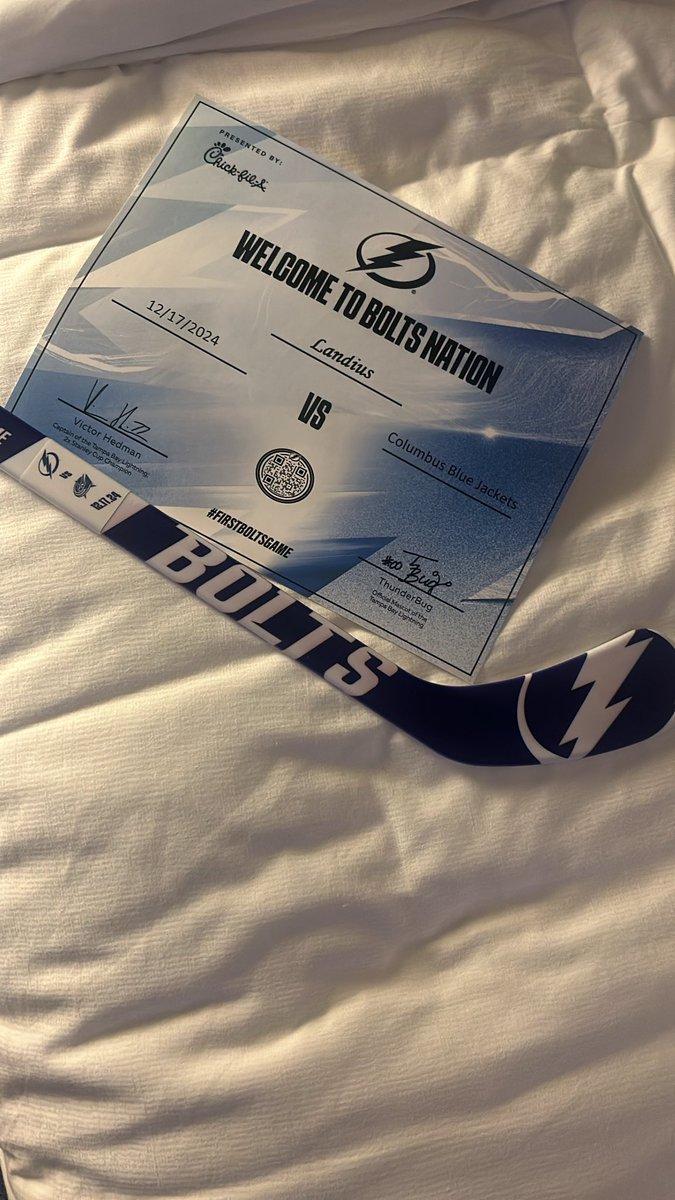 PRESENTED BY:
Chick-fil-A
WELCOME TO BOLTS NATION
12/17/2024
Landius
VS
Columbus Blue Jackets
Victor Hedman
Captain of the Tampa Bay Lightning,
2x Stanley Cup Champion
#FIRSTBOLTSGAME
#00 
ThunderBug
Official Mascot of the
Tampa Bay Lightning
VS
12.17.24
BOLTS